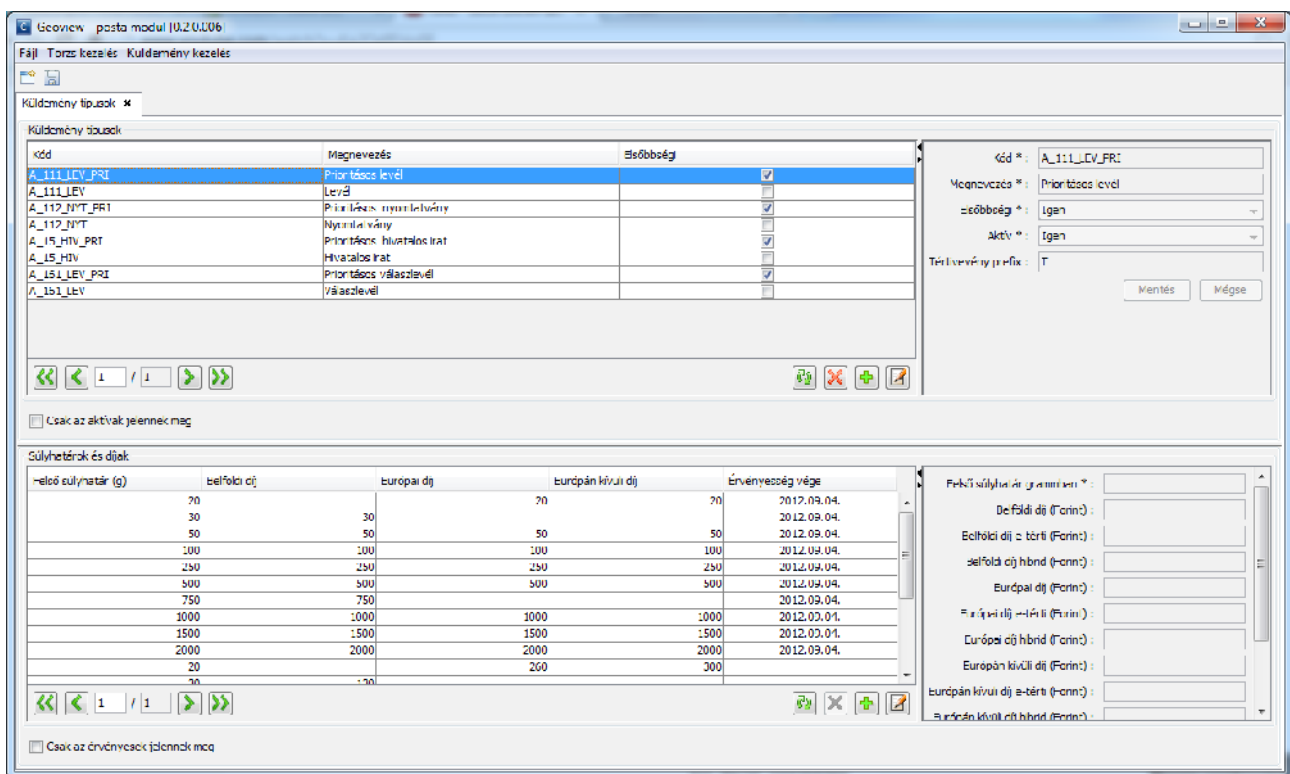 Geoview - posta modul [0.2.0.006]
Fájl Törzs kezelés Küldemény kezelés
Küldemény típusok
Küldemény típusok
Kód Megnevezés Elsőbbségi
A_111_LEV_PRI Prioritásos levél
A_111_LEV Levél
A_112_NYT_PRI Prioritásos nyomtatvány
A_112_NYT Nyomtatvány
A_15_HIV_PRI Prioritásos hivatalos irat
A_15_HIV Hivatalos irat
A_151_LEV_PRI Prioritásos válaszlevél
A_151_LEV Válaszlevél
Kód * : A_111_LEV_PRI
Megnevezés * : Prioritásos levél
Elsőbbségi * : Igen
Aktív * : Igen
Tértivevény prefix : T
Mentés Mégse
1 / 1
Csak az aktívak jelennek meg
Súlyhatárok és díjak
Felső súlyhatár (g) Belföldi díj Európai díj Európán kívüli díj Érvényesség vége
20 20 20 2012.09.04.
30 30 2012.09.04.
50 50 50 50 2012.09.04.
100 100 100 100 2012.09.04.
250 250 250 250 2012.09.04.
500 500 500 500 2012.09.04.
750 750 2012.09.04.
1000 1000 1000 1000 2012.09.04.
1500 1500 1500 1500 2012.09.04.
2000 2000 2000 2000 2012.09.04.
20 260 300
30 130
1 / 1
Csak az érvényesek jelennek meg
Felső súlyhatár grammban * :
Belföldi díj (Forint) :
Belföldi díj e-térti (Forint) :
Belföldi díj hibrid (Forint) :
Európai díj (Forint) :
Európai díj e-térti (Forint) :
Európai díj hibrid (Forint) :
Európán kívüli díj (Forint) :
Európán kívüli díj e-térti (Forint) :
Európán kívüli díj hibrid (Forint) :